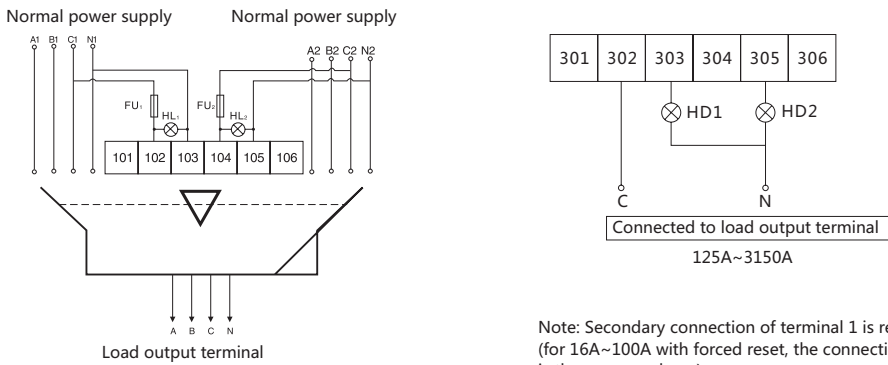 Normal power supply
Normal power supply
A1 B1 C1 N1
A2 B2 C2 N2
FU1
HL1
FU2
HL2
101 102 103 104 105 106
A B C N
Load output terminal
301 302 303 304 305 306
HD1
HD2
C
N
Connected to load output terminal
125A~3150A
Note: Secondary connection of terminal 1 is
(for 16A~100A with forced reset, the